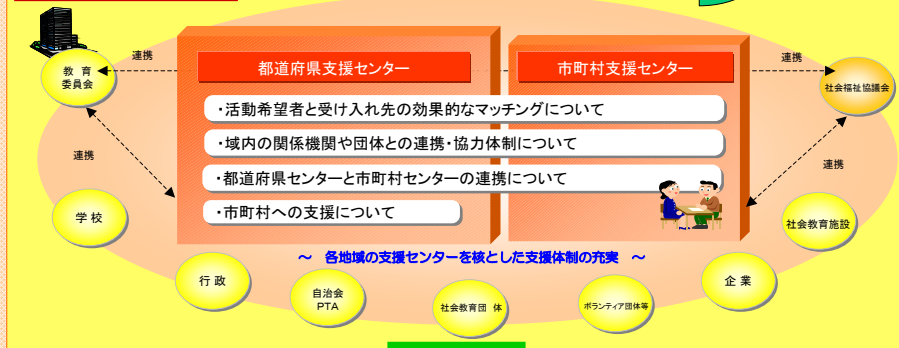 連携
教 育
委員会
都道府県支援センター
市町村支援センター
連携
社会福祉協議会
・活動希望者と受け入れ先の効果的なマッチングについて
・域内の関係機関や団体との連携・協力体制について
・都道府県センターと市町村センターの連携について
・市町村への支援について
連携
連携
学 校
社会教育施設
~ 各地域の支援センターを核とした支援体制の充実 ~
行 政
自治会
PTA
社会教育団 体
ボランティア団体等
企 業